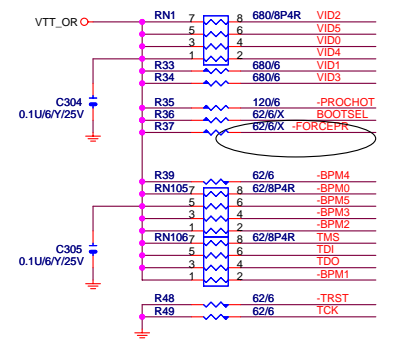 VTT_OR
RN1 7 8 680/8P4R VID2
5 6 VID5
3 4 VID0
1 2 VID4
R33 680/6 VID1
R34 680/6 VID3
C304
0.1U/6/Y/25V
R35 120/6 -PROCHOT
R36 62/6/X BOOTSEL
R37 62/6/X -FORCEPR
R39 62/6 -BPM4
RN105 7 8 62/8P4R -BPM0
5 6 -BPM5
3 4 -BPM3
1 2 -BPM2
RN106 7 8 62/8P4R TMS
5 6 TDI
3 4 TDO
1 2 -BPM1
C305
0.1U/6/Y/25V
R48 62/6 -TRST
R49 62/6 TCK